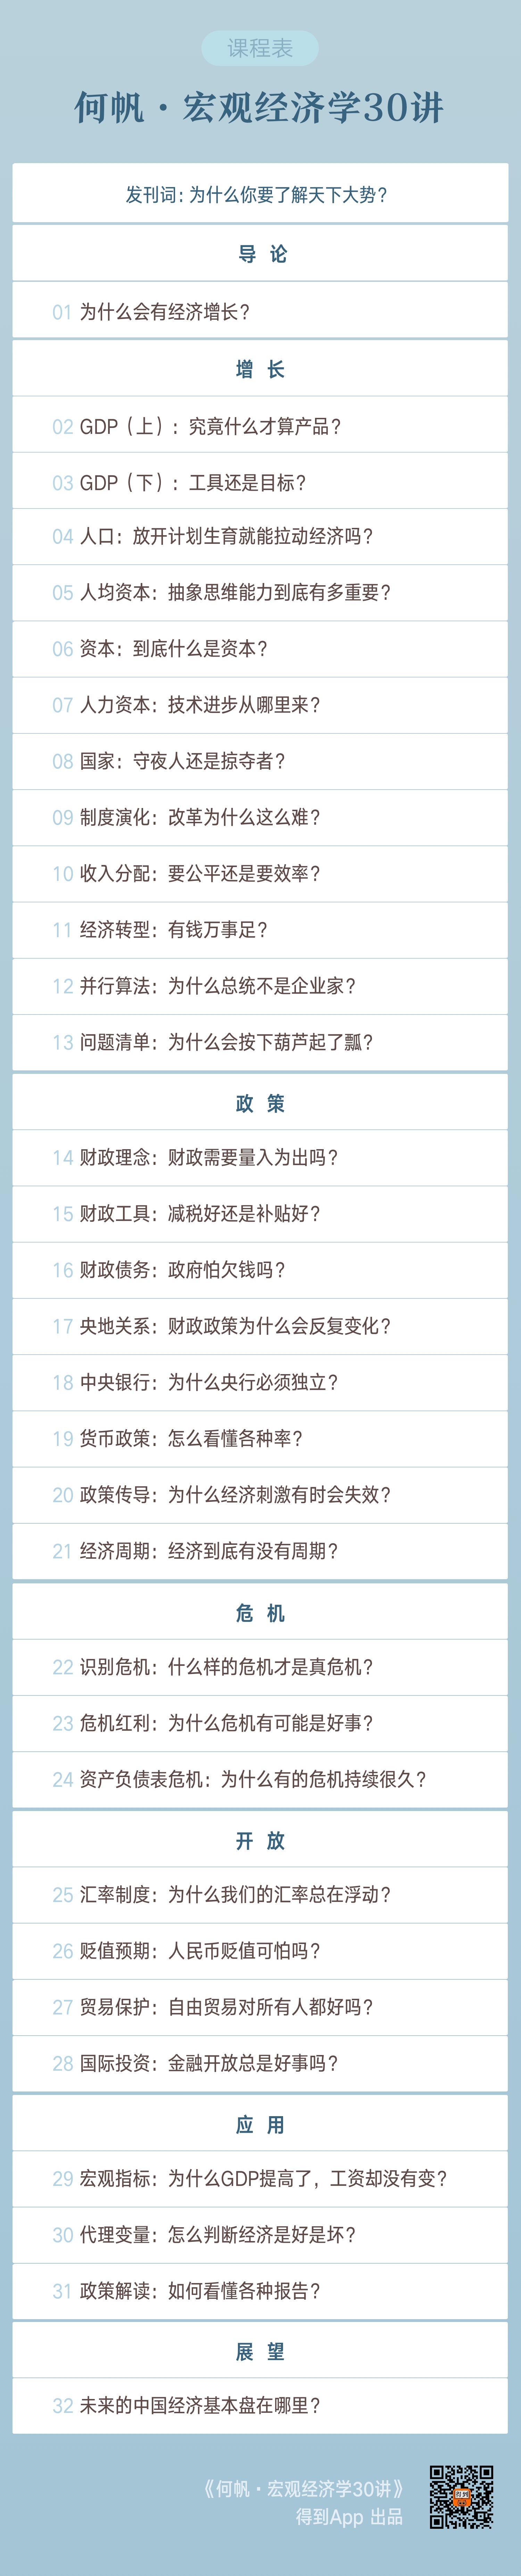 课程表
何帆·宏观经济学30讲
发刊词：为什么你要了解天下大势？
导 论
01 为什么会有经济增长？
增 长
02 GDP（上）：究竟什么才算产品？
03 GDP（下）：工具还是目标？
04 人口：放开计划生育就能拉动经济吗？
05 人均资本：抽象思维能力到底有多重要？
06 资本：到底什么是资本？
07 人力资本：技术进步从哪里来？
08 国家：守夜人还是掠夺者？
09 制度演化：改革为什么这么难？
10 收入分配：要公平还是要效率？
11 经济转型：有钱万事足？
12 并行算法：为什么总统不是企业家？
13 问题清单：为什么会按下葫芦起了瓢？
政 策
14 财政理念：财政需要量入为出吗？
15 财政工具：减税好还是补贴好？
16 财政债务：政府怕欠钱吗？
17 央地关系：财政政策为什么会反复变化？
18 中央银行：为什么央行必须独立？
19 货币政策：怎么看懂各种率？
20 政策传导：为什么经济刺激有时会失效？
21 经济周期：经济到底有没有周期？
危 机
22 识别危机：什么样的危机才是真危机？
23 危机红利：为什么危机有可能是好事？
24 资产负债表危机：为什么有的危机持续很久？
开 放
25 汇率制度：为什么我们的汇率总在浮动？
26 贬值预期：人民币贬值可怕吗？
27 贸易保护：自由贸易对所有人都好吗？
28 国际投资：金融开放总是好事吗？
应 用
29 宏观指标：为什么GDP提高了，工资却没有变？
30 代理变量：怎么判断经济是好是坏？
31 政策解读：如何看懂各种报告？
展 望
32 未来的中国经济基本盘在哪里？
《何帆·宏观经济学30讲》
得到App 出品
得到